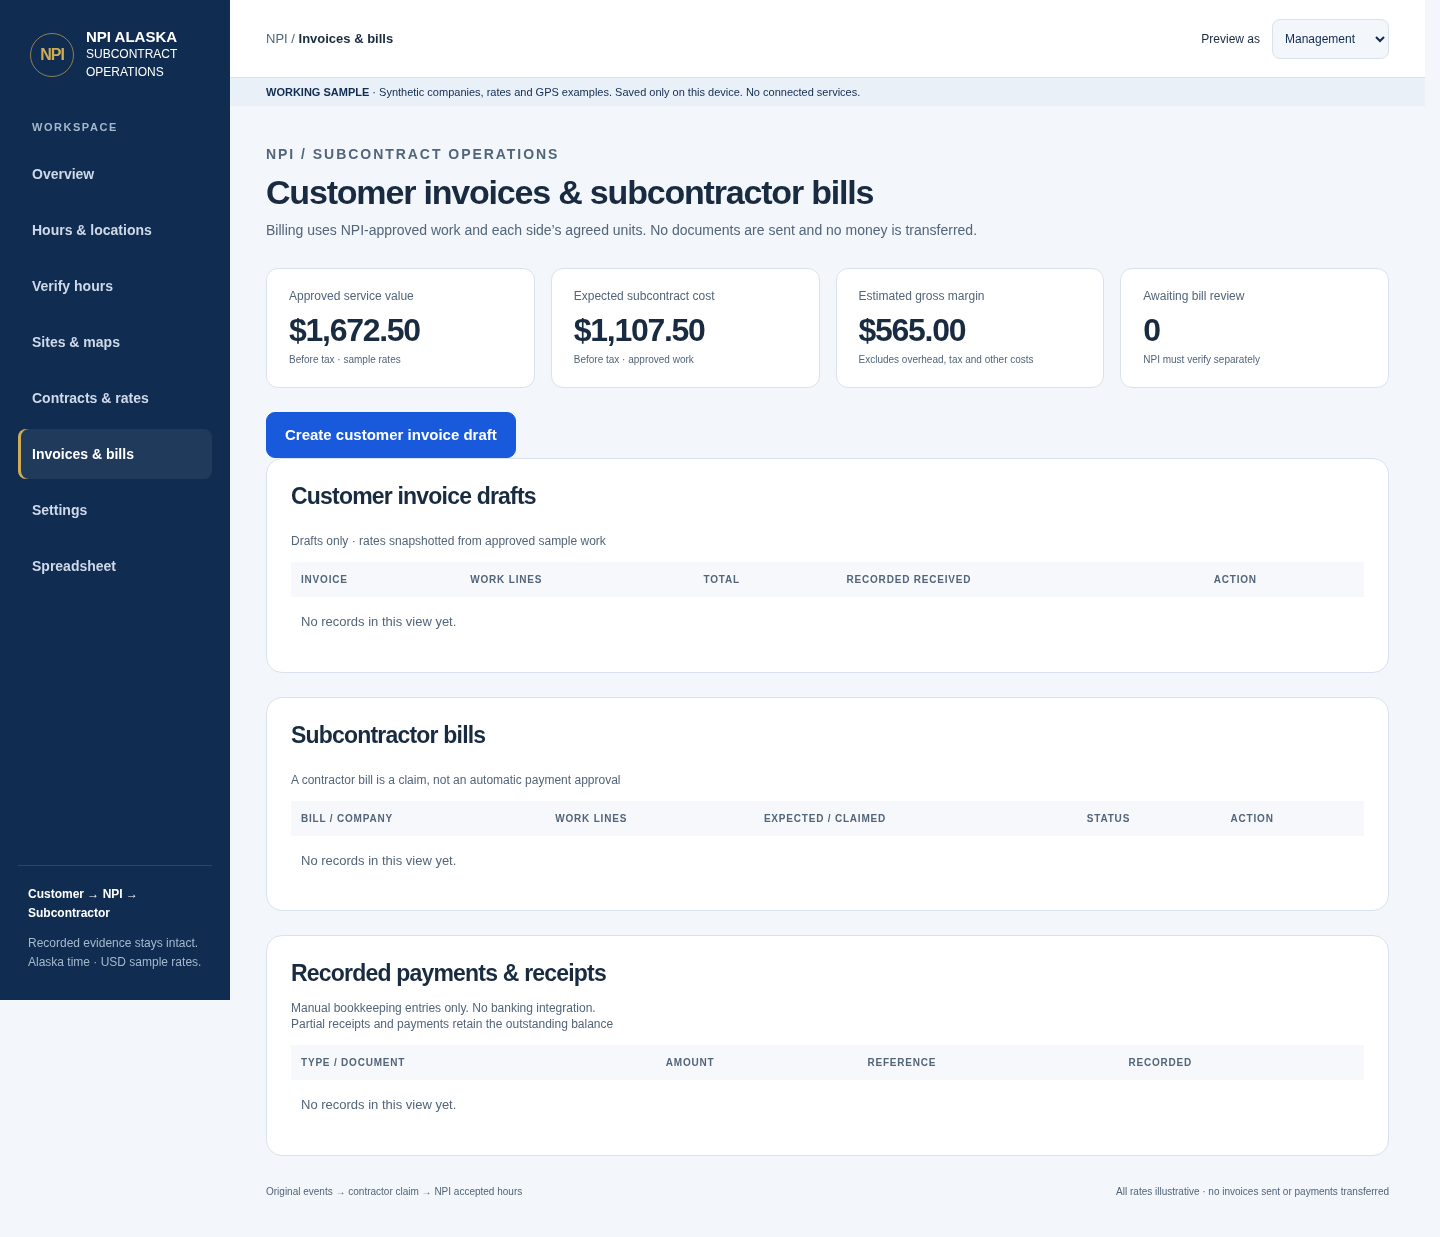 NPI
NPI ALASKA
SUBCONTRACT
OPERATIONS
WORKSPACE
Overview
Hours & locations
Verify hours
Sites & maps
Contracts & rates
Invoices & bills
Settings
Spreadsheet
Customer → NPI →
Subcontractor
Recorded evidence stays intact.
Alaska time · USD sample rates.
NPI / Invoices & bills
Preview as Management
WORKING SAMPLE · Synthetic companies, rates and GPS examples. Saved only on this device. No connected services.
NPI / SUBCONTRACT OPERATIONS
Customer invoices & subcontractor bills
Billing uses NPI-approved work and each side’s agreed units. No documents are sent and no money is transferred.
Approved service value
$1,672.50
Before tax · sample rates
Expected subcontract cost
$1,107.50
Before tax · approved work
Estimated gross margin
$565.00
Excludes overhead, tax and other costs
Awaiting bill review
0
NPI must verify separately
Create customer invoice draft
Customer invoice drafts
Drafts only · rates snapshotted from approved sample work
INVOICE WORK LINES TOTAL RECORDED RECEIVED ACTION
No records in this view yet.
Subcontractor bills
A contractor bill is a claim, not an automatic payment approval
BILL / COMPANY WORK LINES EXPECTED / CLAIMED STATUS ACTION
No records in this view yet.
Recorded payments & receipts
Manual bookkeeping entries only. No banking integration.
Partial receipts and payments retain the outstanding balance
TYPE / DOCUMENT AMOUNT REFERENCE RECORDED
No records in this view yet.
Original events → contractor claim → NPI accepted hours
All rates illustrative · no invoices sent or payments transferred